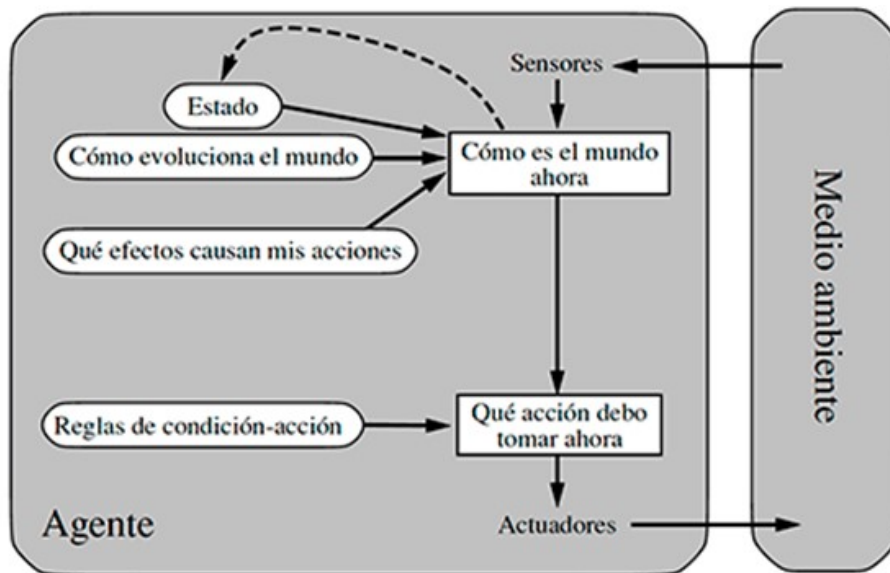 Sensores
Estado
Cómo evoluciona el mundo
Cómo es el mundo
ahora
Qué efectos causan mis acciones
Medio ambiente
Reglas de condición-acción
Qué acción debo
tomar ahora
Agente
Actuadores